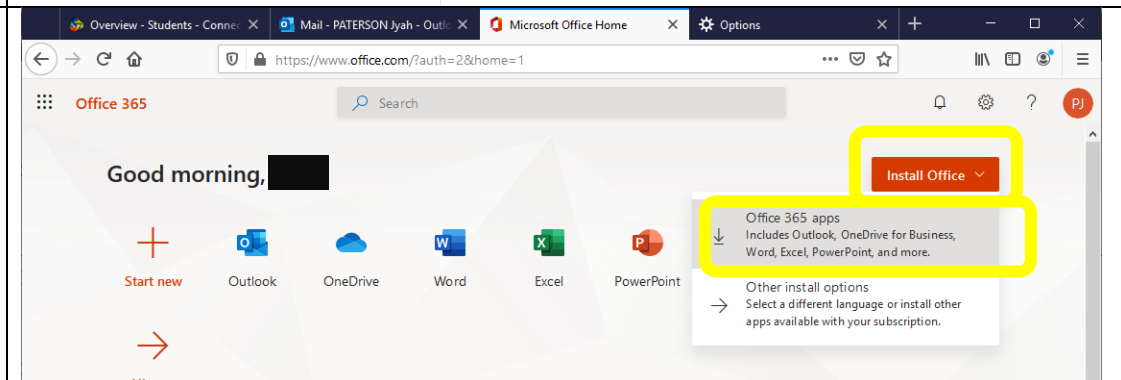 Overview - Students - Connec
Mail - PATERSON Jyah - Outlo
Microsoft Office Home
Options
https://www.office.com/?auth=2&home=1
Office 365
Search
?
PJ
Good morning,
Install Office
Office 365 apps
Includes Outlook, OneDrive for Business,
Word, Excel, PowerPoint, and more.
Start new
Outlook
OneDrive
Word
Excel
PowerPoint
Other install options
Select a different language or install other
apps available with your subscription.